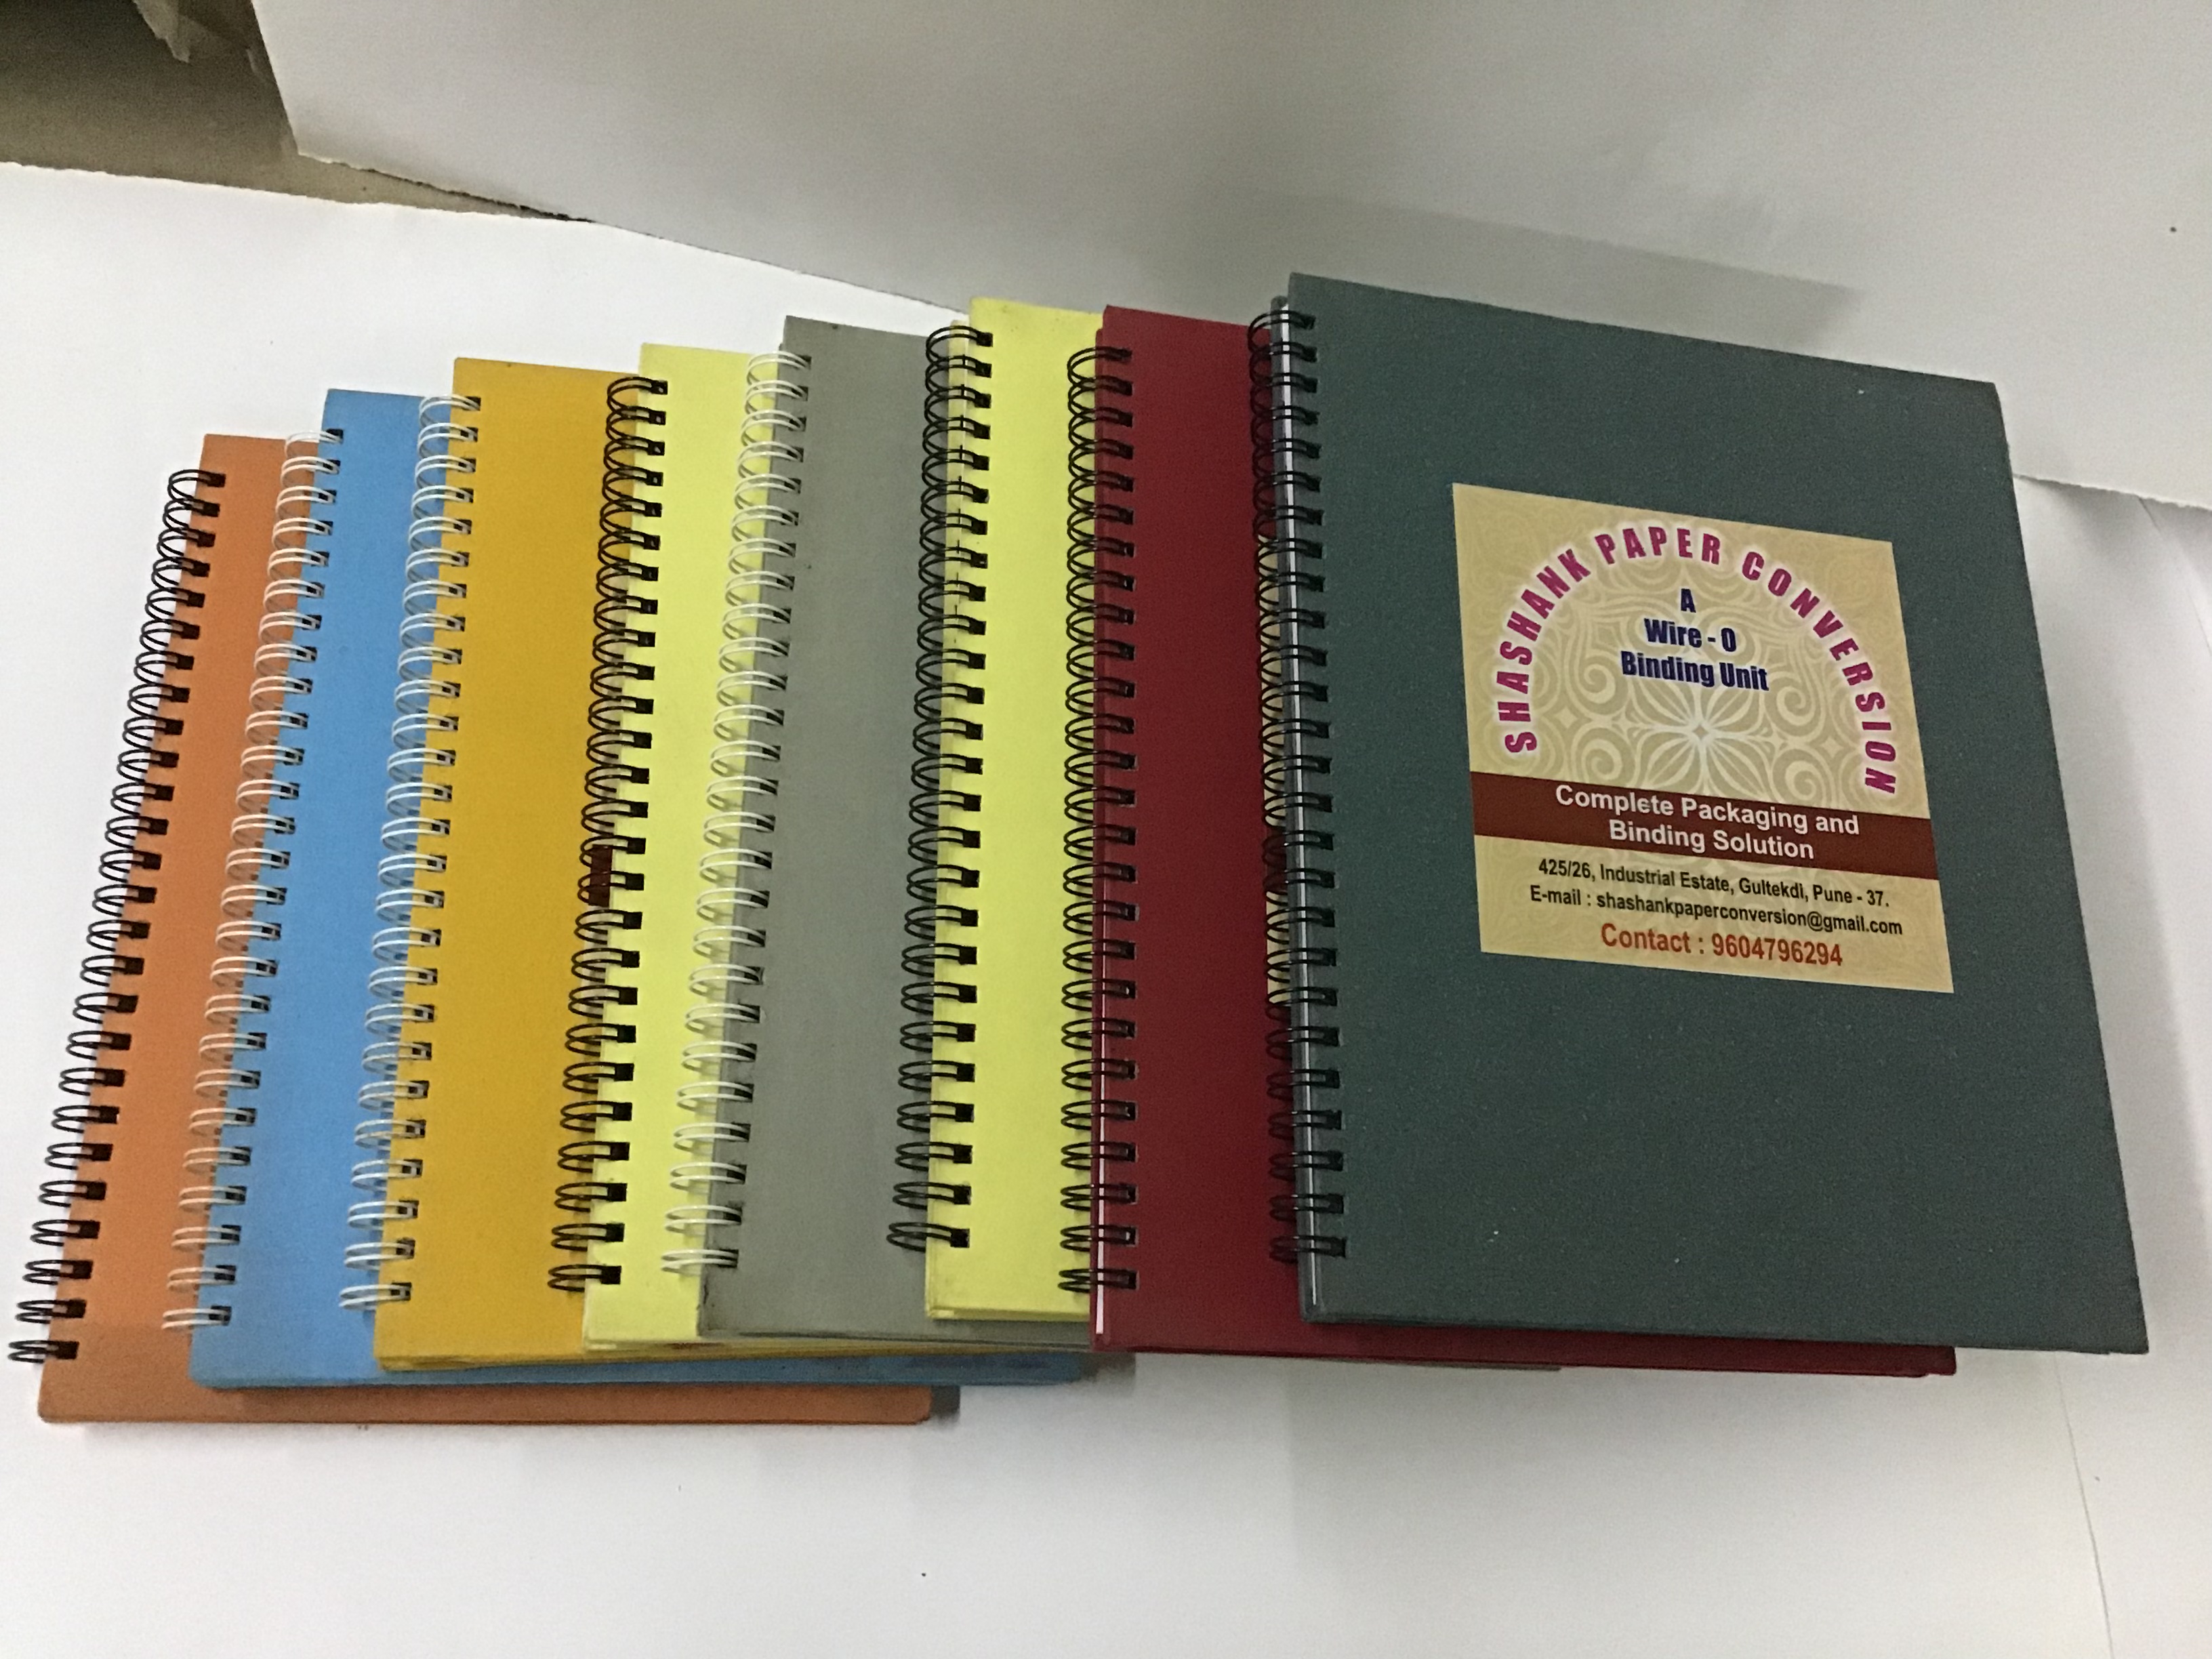 SHASHANK PAPER CONVERSION
A
Wire - O
Binding Unit
Complete Packaging and
Binding Solution
425/26, Industrial Estate, Gultekdi, Pune - 37.
E-mail : shashankpaperconversion@gmail.com
Contact : 9604796294